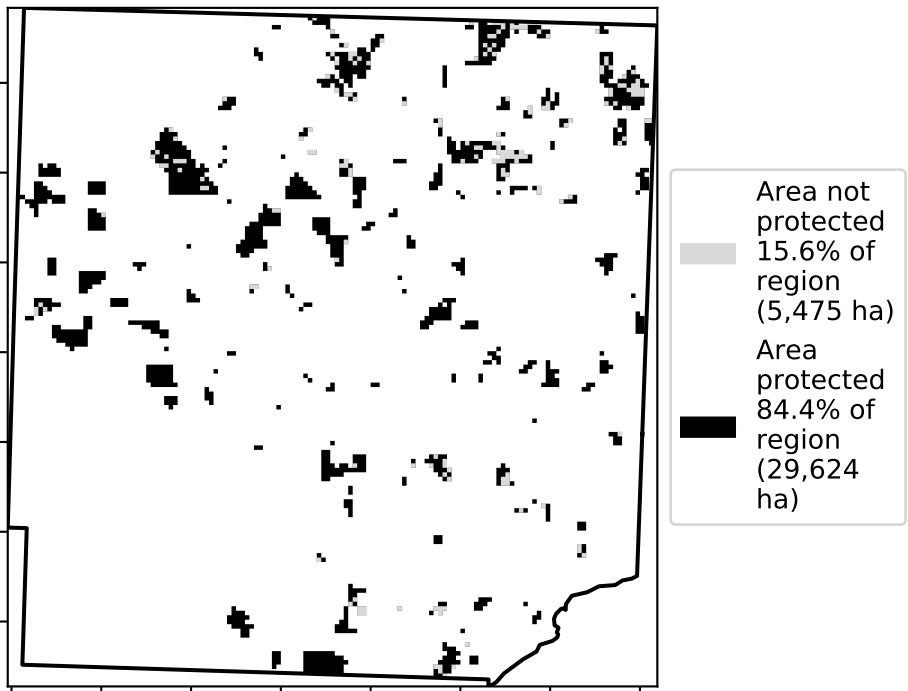 Area not
protected
15.6% of
region
(5,475 ha)
Area
protected
84.4% of
region
(29,624
ha)